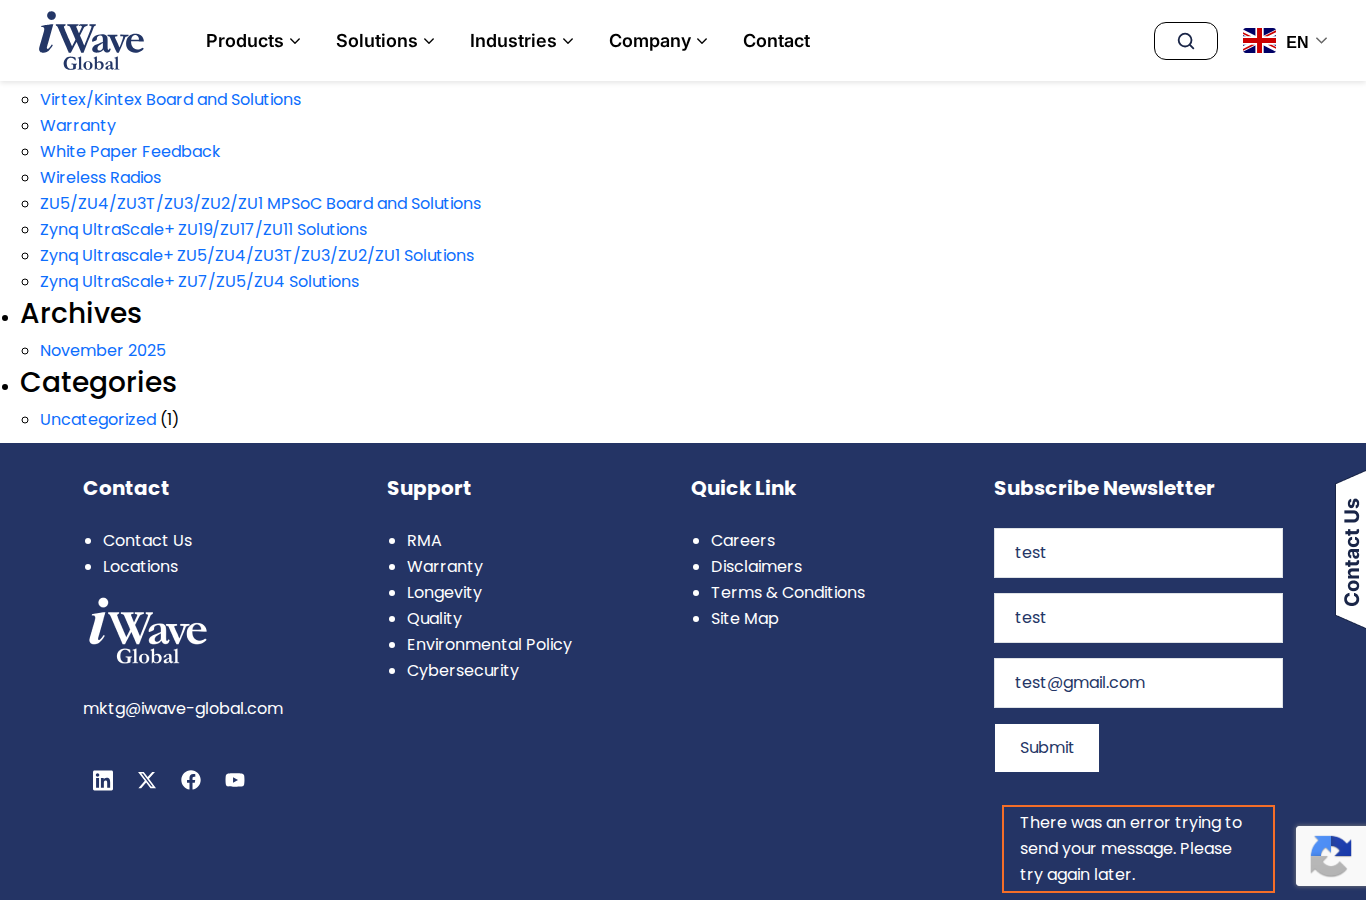 iWave
Global
Products
Solutions
Industries
Company
Contact
EN
Virtex/Kintex Board and Solutions
Warranty
White Paper Feedback
Wireless Radios
ZU5/ZU4/ZU3T/ZU3/ZU2/ZU1 MPSoC Board and Solutions
Zynq UltraScale+ ZU19/ZU17/ZU11 Solutions
Zynq Ultrascale+ ZU5/ZU4/ZU3T/ZU3/ZU2/ZU1 Solutions
Zynq UltraScale+ ZU7/ZU5/ZU4 Solutions
Archives
November 2025
Categories
Uncategorized (1)
Contact
Contact Us
Locations
iWave
Global
mktg@iwave-global.com
Support
RMA
Warranty
Longevity
Quality
Environmental Policy
Cybersecurity
Quick Link
Careers
Disclaimers
Terms & Conditions
Site Map
Subscribe Newsletter
test
test
test@gmail.com
Submit
There was an error trying to
send your message. Please
try again later.
Contact Us